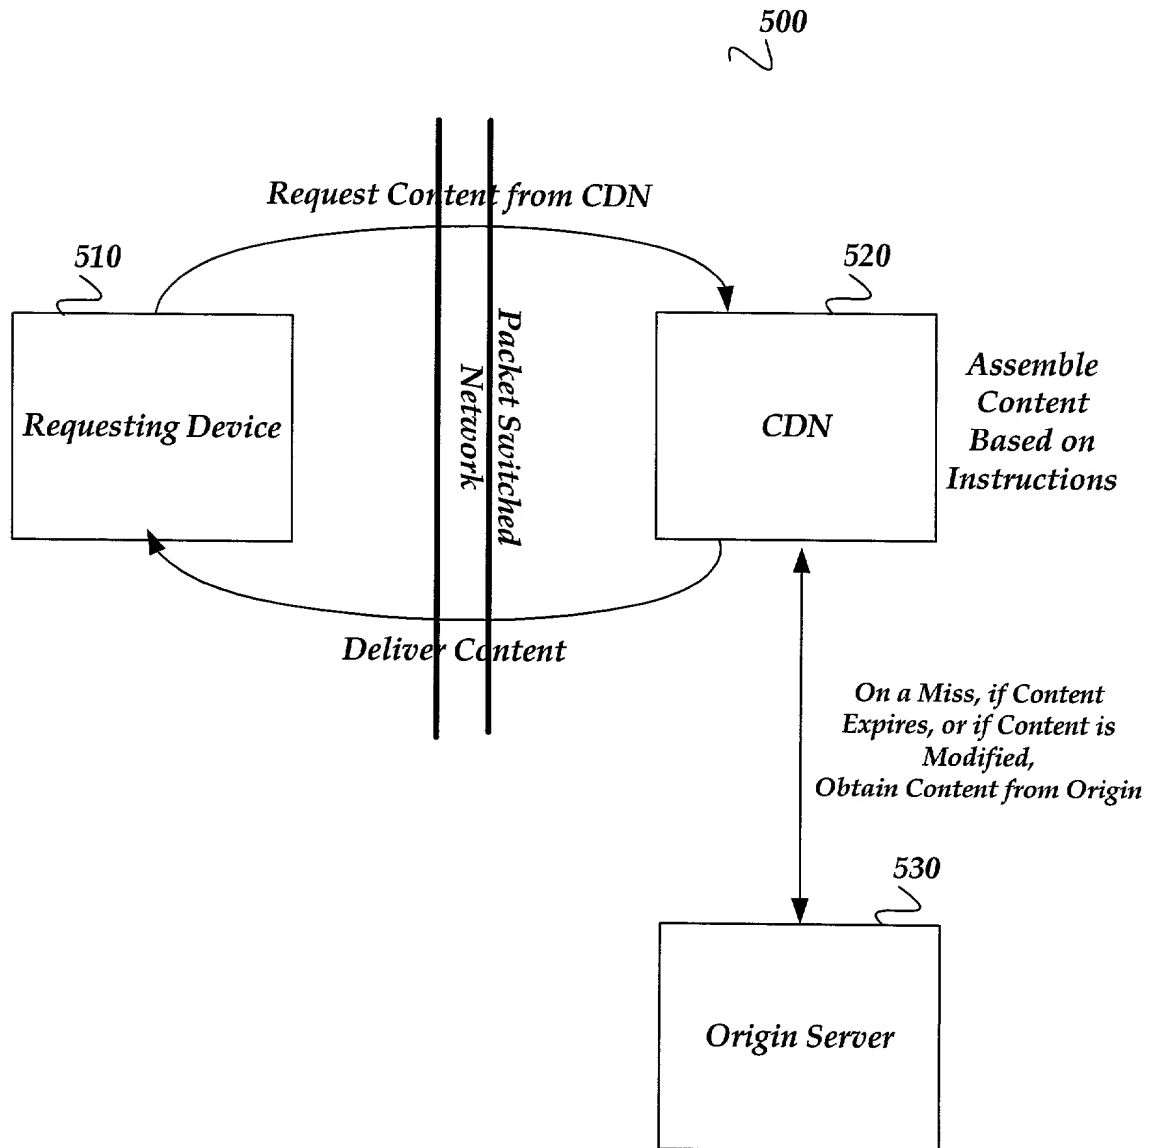 500
Request Content from CDN
510
520
Requesting Device
Packet Switched
Network
CDN
Assemble
Content
Based on
Instructions
Deliver Content
On a Miss, if Content
Expires, or if Content is
Modified,
Obtain Content from Origin
530
Origin Server